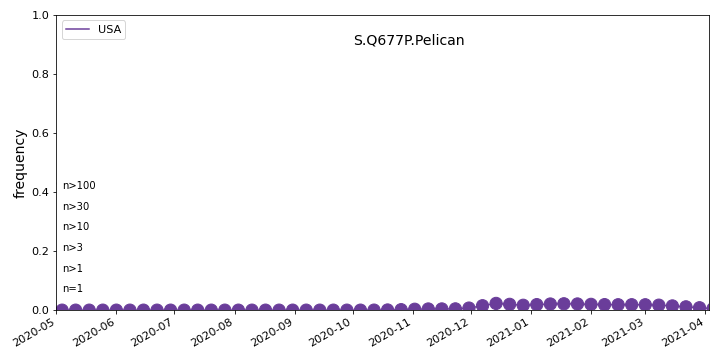 USA
S.Q677P.Pelican
frequency
1.0
0.8
0.6
0.4
0.2
0.0
n>100
n>30
n>10
n>3
n>1
n=1
2020-05
2020-06
2020-07
2020-08
2020-09
2020-10
2020-11
2020-12
2021-01
2021-02
2021-03
2021-04